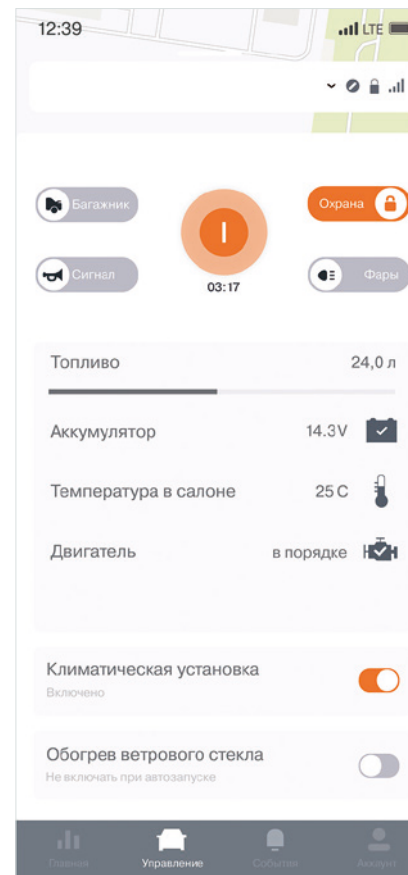 12:39
LTE
Багажник
Охрана
Сигнал
Фары
03:17
Топливо 24,0 л
Аккумулятор 14.3V
Температура в салоне 25 C
Двигатель в порядке
Климатическая установка
Включено
Обогрев ветрового стекла
Не включать при автозапуске
Главная Управление События Аккаунт